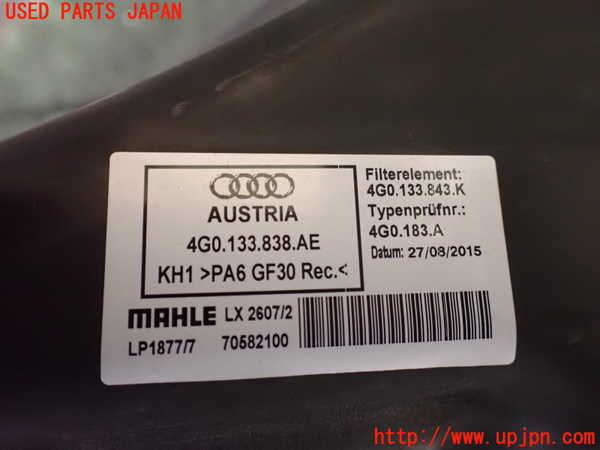 USED PARTS JAPAN
AUSTRIA
4G0.133.838.AE
KH1 >PA6 GF30 Rec.<
Filterelement:
4G0.133.843.K
Typenprüfnr.:
4G0.183.A
Datum: 27/08/2015
MAHLE LX 2607/2
LP1877/7 70582100
http://www.upjpn.com/